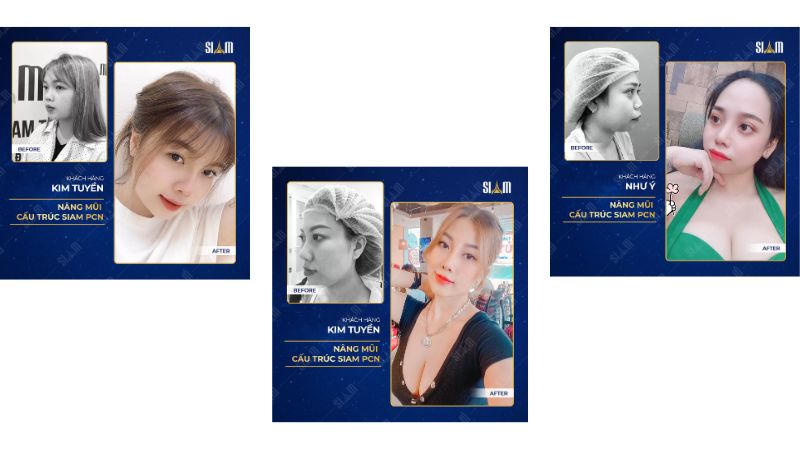 SIAM
BEFORE
KHÁCH HÀNG
KIM TUYỀN
NÂNG MŨI
CẤU TRÚC SIAM PCN
AFTER
SIAM
BEFORE
KHÁCH HÀNG
KIM TUYỀN
NÂNG MŨI
CẤU TRÚC SIAM PCN
AFTER
SIAM
BEFORE
KHÁCH HÀNG
NHƯ Ý
NÂNG MŨI
CẤU TRÚC SIAM PCN
AFTER